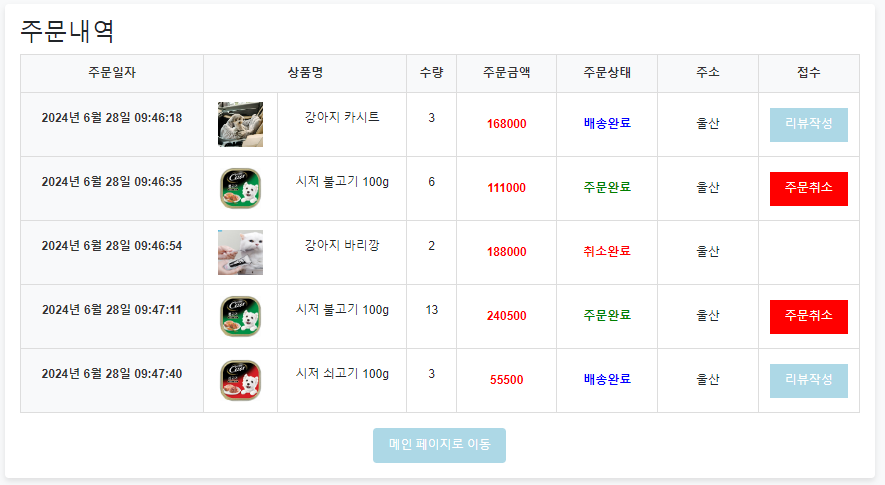 주문내역
주문일자 상품명 수량 주문금액 주문상태 주소 접수
2024년 6월 28일 09:46:18 강아지 카시트 3 168000 배송완료 울산 리뷰작성
2024년 6월 28일 09:46:35 Cesar 시저 불고기 100g 6 111000 주문완료 울산 주문취소
2024년 6월 28일 09:46:54 강아지 바리깡 2 188000 취소완료 울산
2024년 6월 28일 09:47:11 Cesar 시저 불고기 100g 13 240500 주문완료 울산 주문취소
2024년 6월 28일 09:47:40 Cesar 시저 쇠고기 100g 3 55500 배송완료 울산 리뷰작성
메인 페이지로 이동